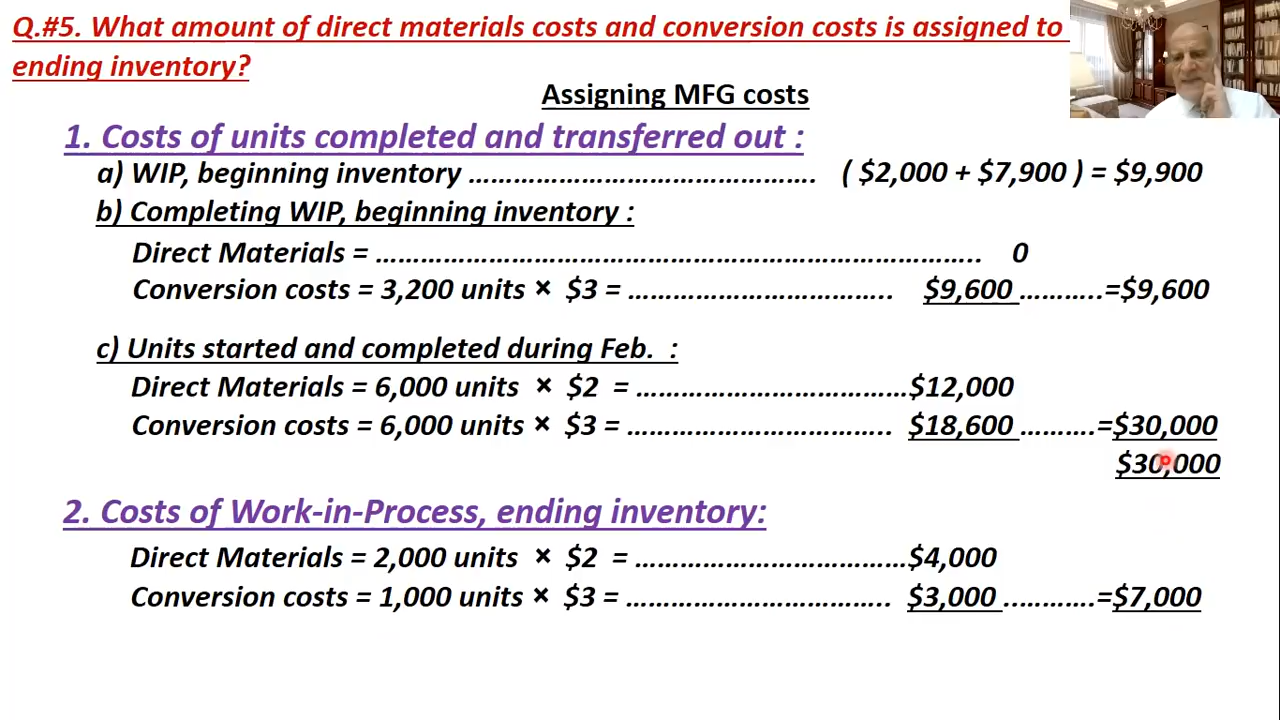 Q.#5. What amount of direct materials costs and conversion costs is assigned to
ending inventory?
Assigning MFG costs
1. Costs of units completed and transferred out :
a) WIP, beginning inventory …………………………………………. ( $2,000 + $7,900 ) = $9,900
b) Completing WIP, beginning inventory :
Direct Materials = ………………………………………………………………………….. 0
Conversion costs = 3,200 units × $3 = …………………………….. $9,600 ………..=$9,600
c) Units started and completed during Feb. :
Direct Materials = 6,000 units × $2 = ………………………………$12,000
Conversion costs = 6,000 units × $3 = …………………………….. $18,600 ……….=$30,000
$30,000
2. Costs of Work-in-Process, ending inventory:
Direct Materials = 2,000 units × $2 = ………………………………$4,000
Conversion costs = 1,000 units × $3 = …………………………….. $3,000 ...……….=$7,000